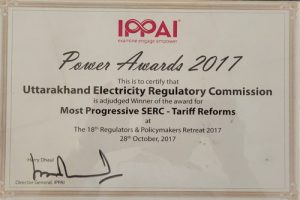 IPPAI
examine engage empower
Power Awards 2017
This is to certify that
Uttarakhand Electricity Regulatory Commission
is adjudged Winner of the award for
Most Progressive SERC - Tariff Reforms
at
The 18th Regulators & Policymakers Retreat 2017
28th October, 2017
Harry Dhaul
Director General, IPPAI